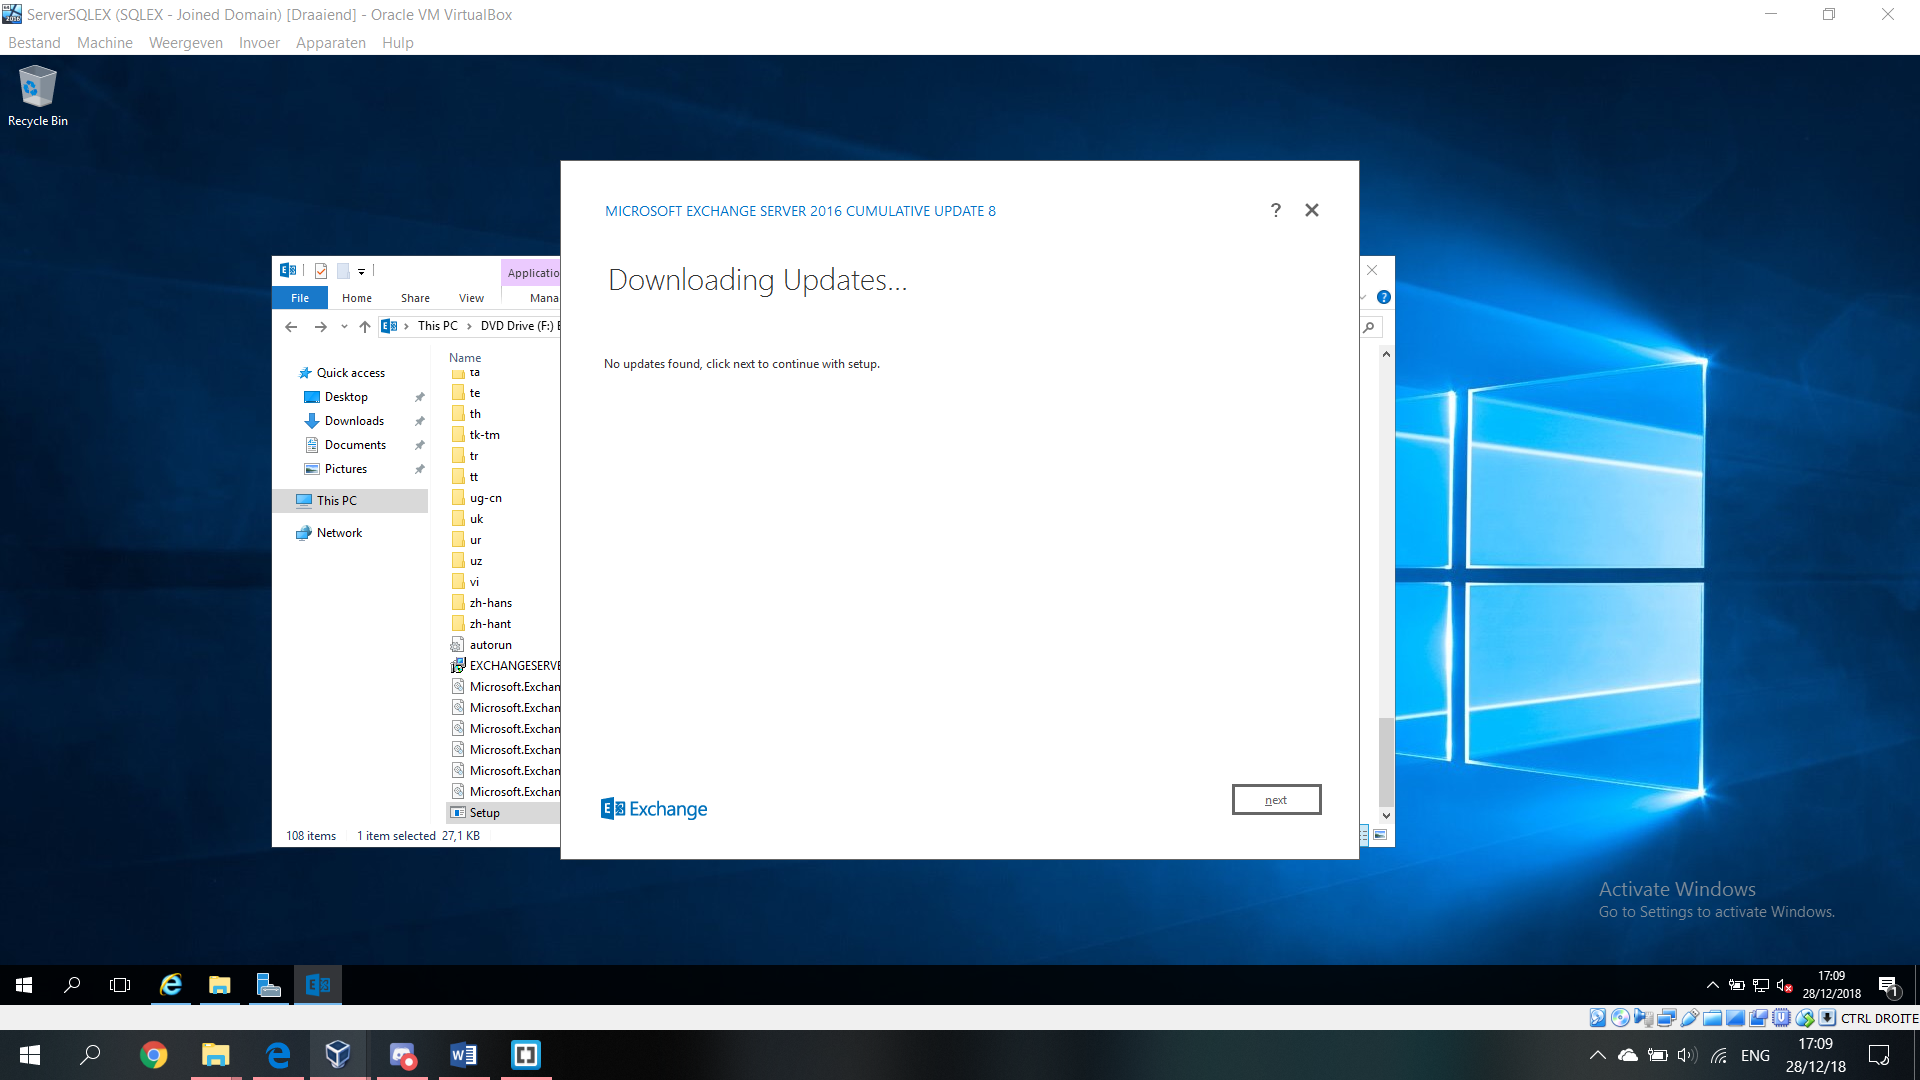 ServerSQLEX (SQLEX - Joined Domain) [Draaiend] - Oracle VM VirtualBox
Bestand Machine Weergeven Invoer Apparaten Hulp
Recycle Bin
MICROSOFT EXCHANGE SERVER 2016 CUMULATIVE UPDATE 8
? 
Downloading Updates...
No updates found, click next to continue with setup.
Exchange
next
Applicatio
File Home Share View Mana
This PC DVD Drive (F:) E
Name
Quick access
Desktop
Downloads
Documents
Pictures
This PC
Network
ta
te
th
tk-tm
tr
tt
ug-cn
uk
ur
uz
vi
zh-hans
zh-hant
autorun
EXCHANGESERVE
Microsoft.Exchan
Microsoft.Exchan
Microsoft.Exchan
Microsoft.Exchan
Microsoft.Exchan
Microsoft.Exchan
Setup
108 items 1 item selected 27,1 KB
Activate Windows
Go to Settings to activate Windows.
17:09
28/12/2018
1
CTRL DROITE
ENG
17:09
28/12/18